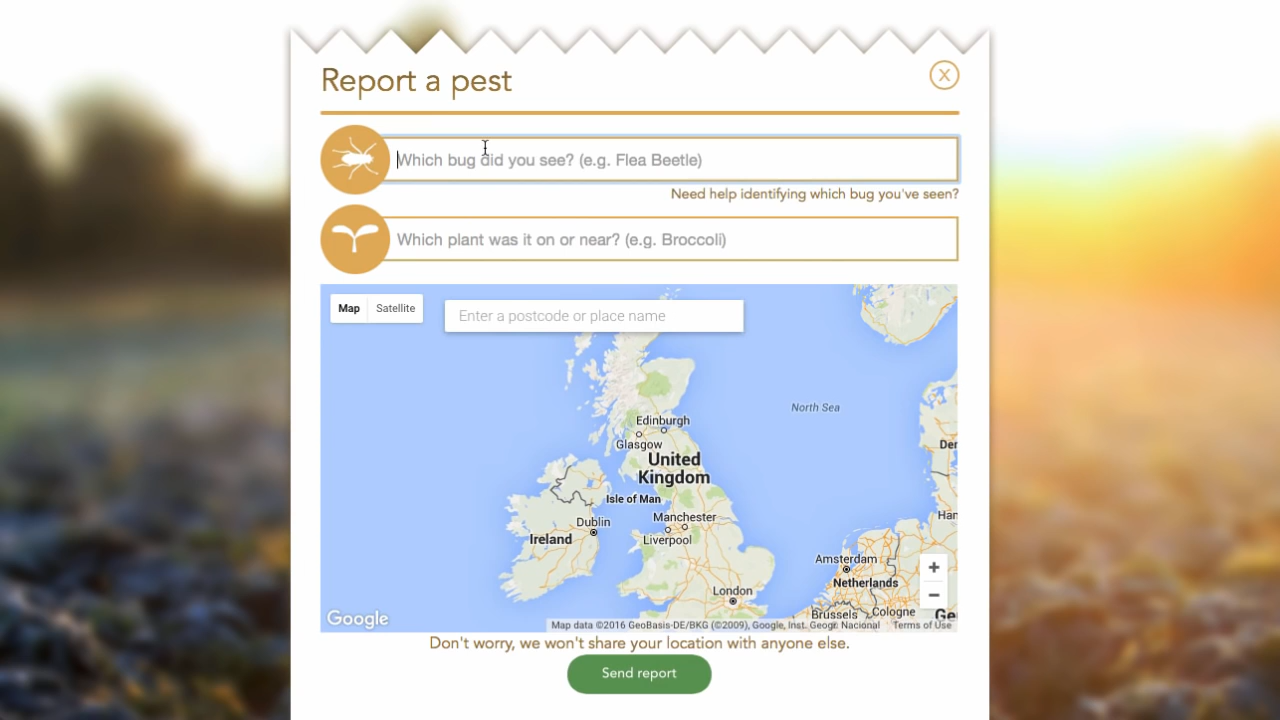 Report a pest
X
Which bug did you see? (e.g. Flea Beetle)
Need help identifying which bug you've seen?
Which plant was it on or near? (e.g. Broccoli)
Map
Satellite
Enter a postcode or place name
North Sea
Edinburgh
Glasgow
United
Kingdom
Isle of Man
Manchester
Dublin
Ireland
Liverpool
Amsterdam
Netherlands
London
Brussels
Cologne
Der
Han
Ge
+
−
Google
Map data ©2016 GeoBasis-DE/BKG (©2009), Google, Inst. Geogr. Nacional
Terms of Use
Don't worry, we won't share your location with anyone else.
Send report